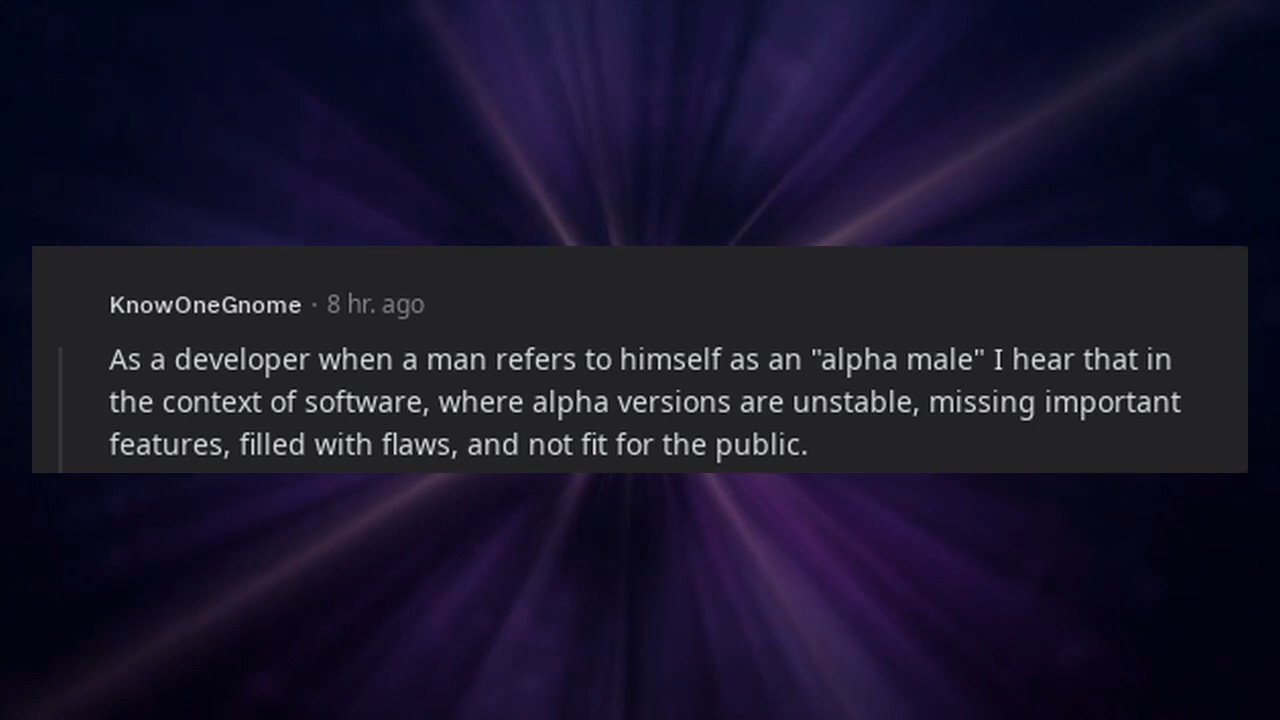 KnowOneGnome · 8 hr. ago
As a developer when a man refers to himself as an "alpha male" I hear that in
the context of software, where alpha versions are unstable, missing important
features, filled with flaws, and not fit for the public.